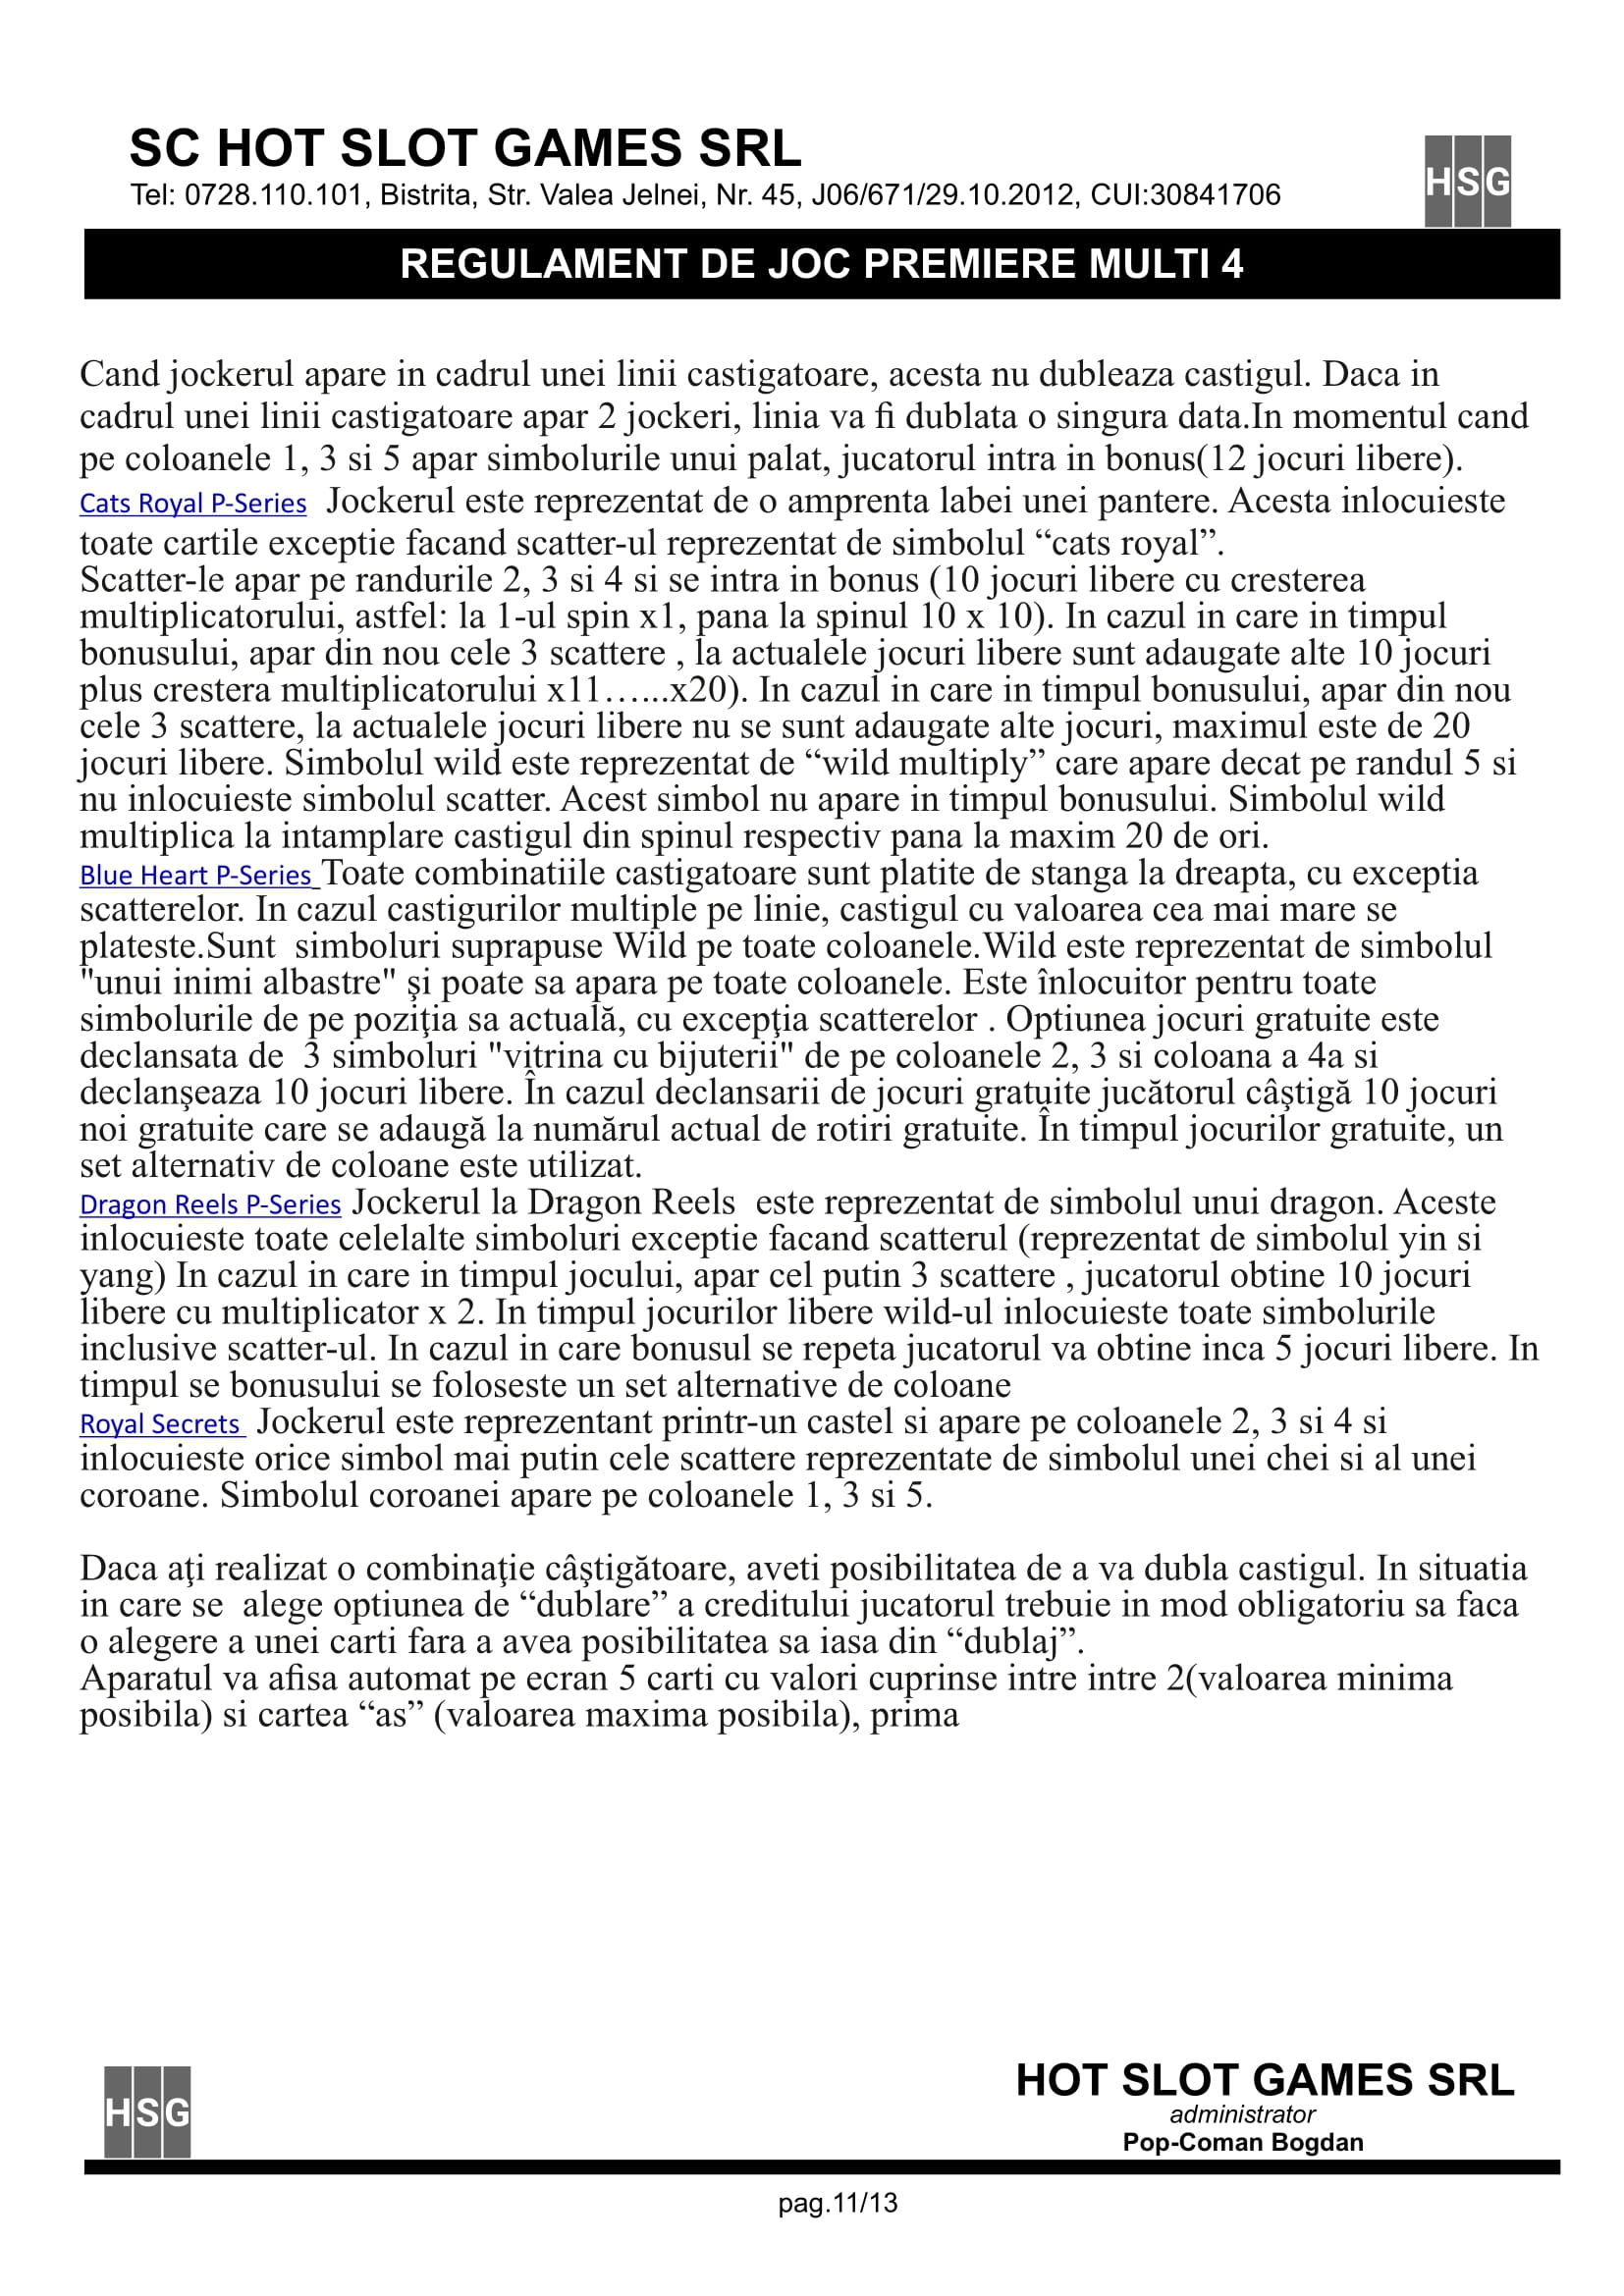 SC HOT SLOT GAMES SRL
Tel: 0728.110.101, Bistrita, Str. Valea Jelnei, Nr. 45, J06/671/29.10.2012, CUI:30841706
HSG
REGULAMENT DE JOC PREMIERE MULTI 4
Cand jockerul apare in cadrul unei linii castigatoare, acesta nu dubleaza castigul. Daca in
cadrul unei linii castigatoare apar 2 jockeri, linia va fi dublata o singura data.In momentul cand
pe coloanele 1, 3 si 5 apar simbolurile unui palat, jucatorul intra in bonus(12 jocuri libere).
Cats Royal P-Series  Jockerul este reprezentat de o amprenta labei unei pantere. Acesta inlocuieste
toate cartile exceptie facand scatter-ul reprezentat de simbolul “cats royal”.
Scatter-le apar pe randurile 2, 3 si 4 si se intra in bonus (10 jocuri libere cu cresterea
multiplicatorului, astfel: la 1-ul spin x1, pana la spinul 10 x 10). In cazul in care in timpul
bonusului, apar din nou cele 3 scattere , la actualele jocuri libere sunt adaugate alte 10 jocuri
plus crestera multiplicatorului x11…...x20). In cazul in care in timpul bonusului, apar din nou
cele 3 scattere, la actualele jocuri libere nu se sunt adaugate alte jocuri, maximul este de 20
jocuri libere. Simbolul wild este reprezentat de “wild multiply” care apare decat pe randul 5 si
nu inlocuieste simbolul scatter. Acest simbol nu apare in timpul bonusului. Simbolul wild
multiplica la intamplare castigul din spinul respectiv pana la maxim 20 de ori.
Blue Heart P-Series Toate combinatiile castigatoare sunt platite de stanga la dreapta, cu exceptia
scatterelor. In cazul castigurilor multiple pe linie, castigul cu valoarea cea mai mare se
plateste.Sunt  simboluri suprapuse Wild pe toate coloanele.Wild este reprezentat de simbolul
"unui inimi albastre" şi poate sa apara pe toate coloanele. Este înlocuitor pentru toate
simbolurile de pe poziţia sa actuală, cu excepţia scatterelor . Optiunea jocuri gratuite este
declansata de  3 simboluri "vitrina cu bijuterii" de pe coloanele 2, 3 si coloana a 4a si
declanşeaza 10 jocuri libere. În cazul declansarii de jocuri gratuite jucătorul câştigă 10 jocuri
noi gratuite care se adaugă la numărul actual de rotiri gratuite. În timpul jocurilor gratuite, un
set alternativ de coloane este utilizat.
Dragon Reels P-Series Jockerul la Dragon Reels  este reprezentat de simbolul unui dragon. Aceste
inlocuieste toate celelalte simboluri exceptie facand scatterul (reprezentat de simbolul yin si
yang) In cazul in care in timpul jocului, apar cel putin 3 scattere , jucatorul obtine 10 jocuri
libere cu multiplicator x 2. In timpul jocurilor libere wild-ul inlocuieste toate simbolurile
inclusive scatter-ul. In cazul in care bonusul se repeta jucatorul va obtine inca 5 jocuri libere. In
timpul se bonusului se foloseste un set alternative de coloane
Royal Secrets  Jockerul este reprezentant printr-un castel si apare pe coloanele 2, 3 si 4 si
inlocuieste orice simbol mai putin cele scattere reprezentate de simbolul unei chei si al unei
coroane. Simbolul coroanei apare pe coloanele 1, 3 si 5.
Daca aţi realizat o combinaţie câştigătoare, aveti posibilitatea de a va dubla castigul. In situatia
in care se  alege optiunea de “dublare” a creditului jucatorul trebuie in mod obligatoriu sa faca
o alegere a unei carti fara a avea posibilitatea sa iasa din “dublaj”.
Aparatul va afisa automat pe ecran 5 carti cu valori cuprinse intre intre 2(valoarea minima
posibila) si cartea “as” (valoarea maxima posibila), prima
HSG
HOT SLOT GAMES SRL
administrator
Pop-Coman Bogdan
pag.11/13